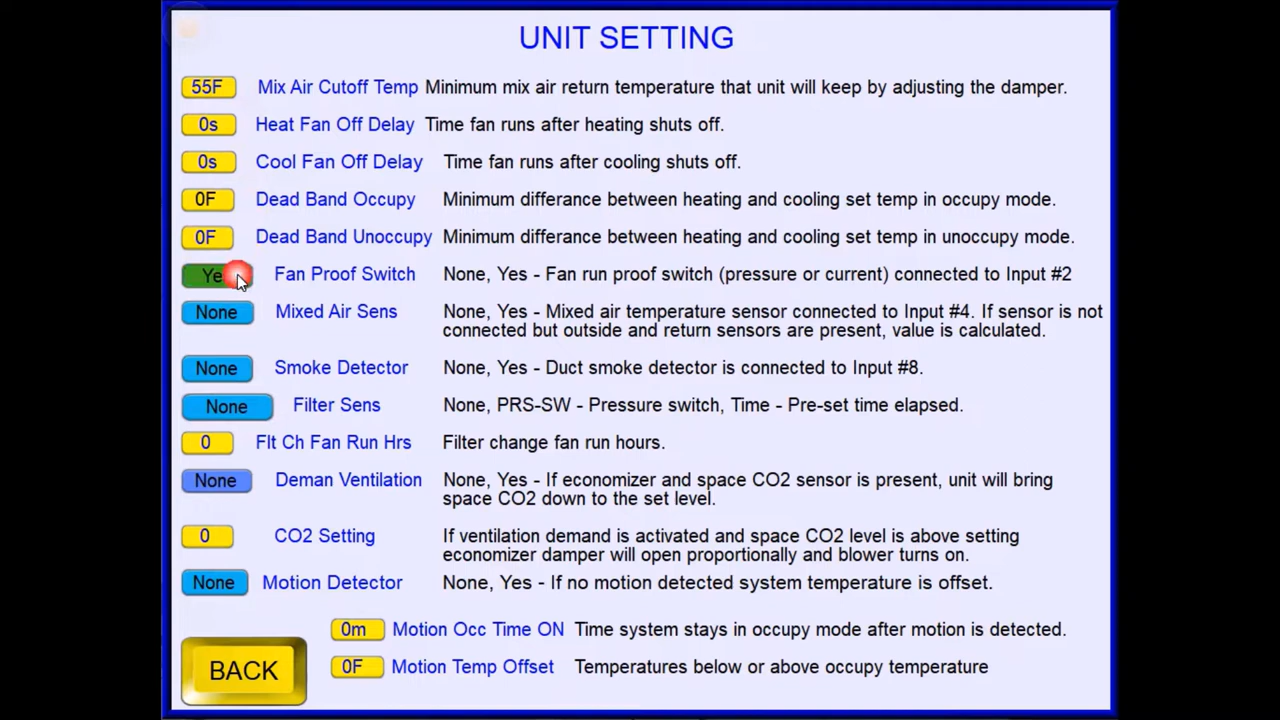 UNIT SETTING
55F Mix Air Cutoff Temp Minimum mix air return temperature that unit will keep by adjusting the damper.
0s Heat Fan Off Delay Time fan runs after heating shuts off.
0s Cool Fan Off Delay Time fan runs after cooling shuts off.
0F Dead Band Occupy Minimum differance between heating and cooling set temp in occupy mode.
0F Dead Band Unoccupy Minimum differance between heating and cooling set temp in unoccupy mode.
Fan Proof Switch None, Yes - Fan run proof switch (pressure or current) connected to Input #2
None Mixed Air Sens None, Yes - Mixed air temperature sensor connected to Input #4. If sensor is not
connected but outside and return sensors are present, value is calculated.
None Smoke Detector None, Yes - Duct smoke detector is connected to Input #8.
None Filter Sens None, PRS-SW - Pressure switch, Time - Pre-set time elapsed.
0 Flt Ch Fan Run Hrs Filter change fan run hours.
None Deman Ventilation None, Yes - If economizer and space CO2 sensor is present, unit will bring
space CO2 down to the set level.
0 CO2 Setting If ventilation demand is activated and space CO2 level is above setting
economizer damper will open proportionally and blower turns on.
None Motion Detector None, Yes - If no motion detected system temperature is offset.
0m Motion Occ Time ON Time system stays in occupy mode after motion is detected.
0F Motion Temp Offset Temperatures below or above occupy temperature
BACK